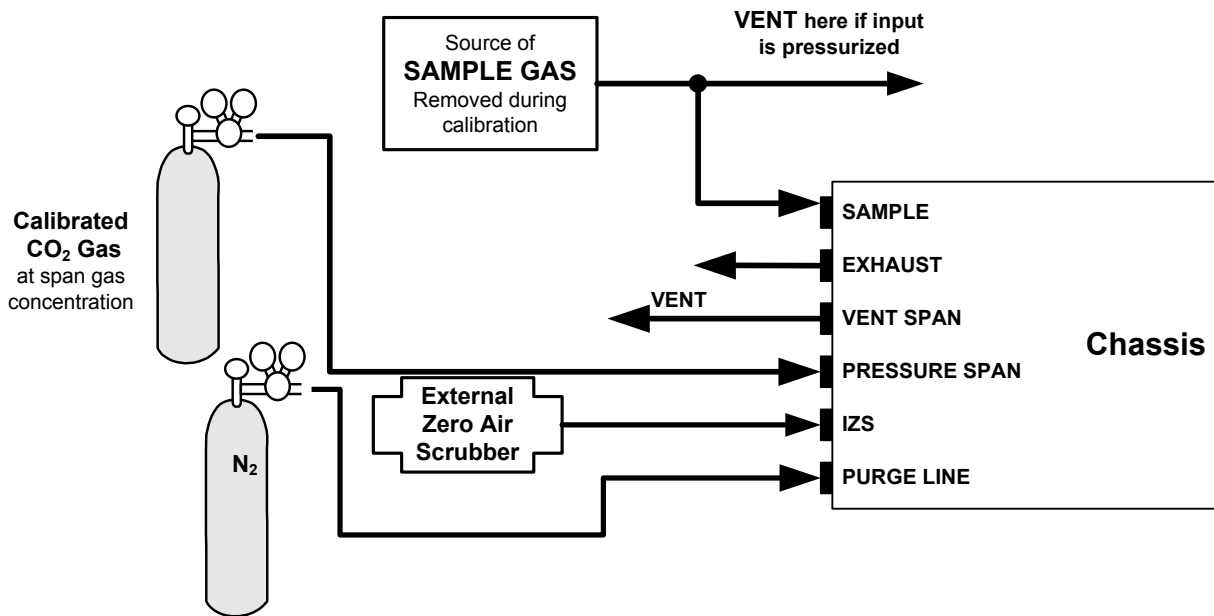 Source of
SAMPLE GAS
Removed during
calibration
VENT here if input
is pressurized
Calibrated
CO₂ Gas
at span gas
concentration
N₂
External
Zero Air
Scrubber
VENT
SAMPLE
EXHAUST
VENT SPAN
PRESSURE SPAN
IZS
PURGE LINE
Chassis